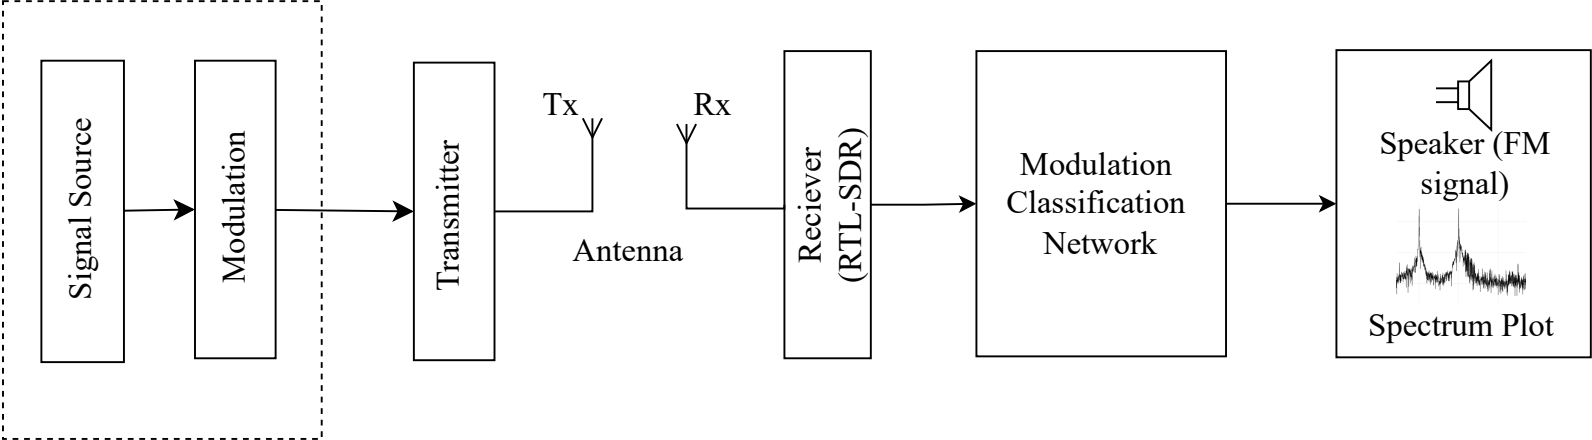 Signal Source
Modulation
Transmitter
Tx
Antenna
Rx
Reciever
(RTL-SDR)
Modulation
Classification
Network
Speaker (FM
signal)
Spectrum Plot